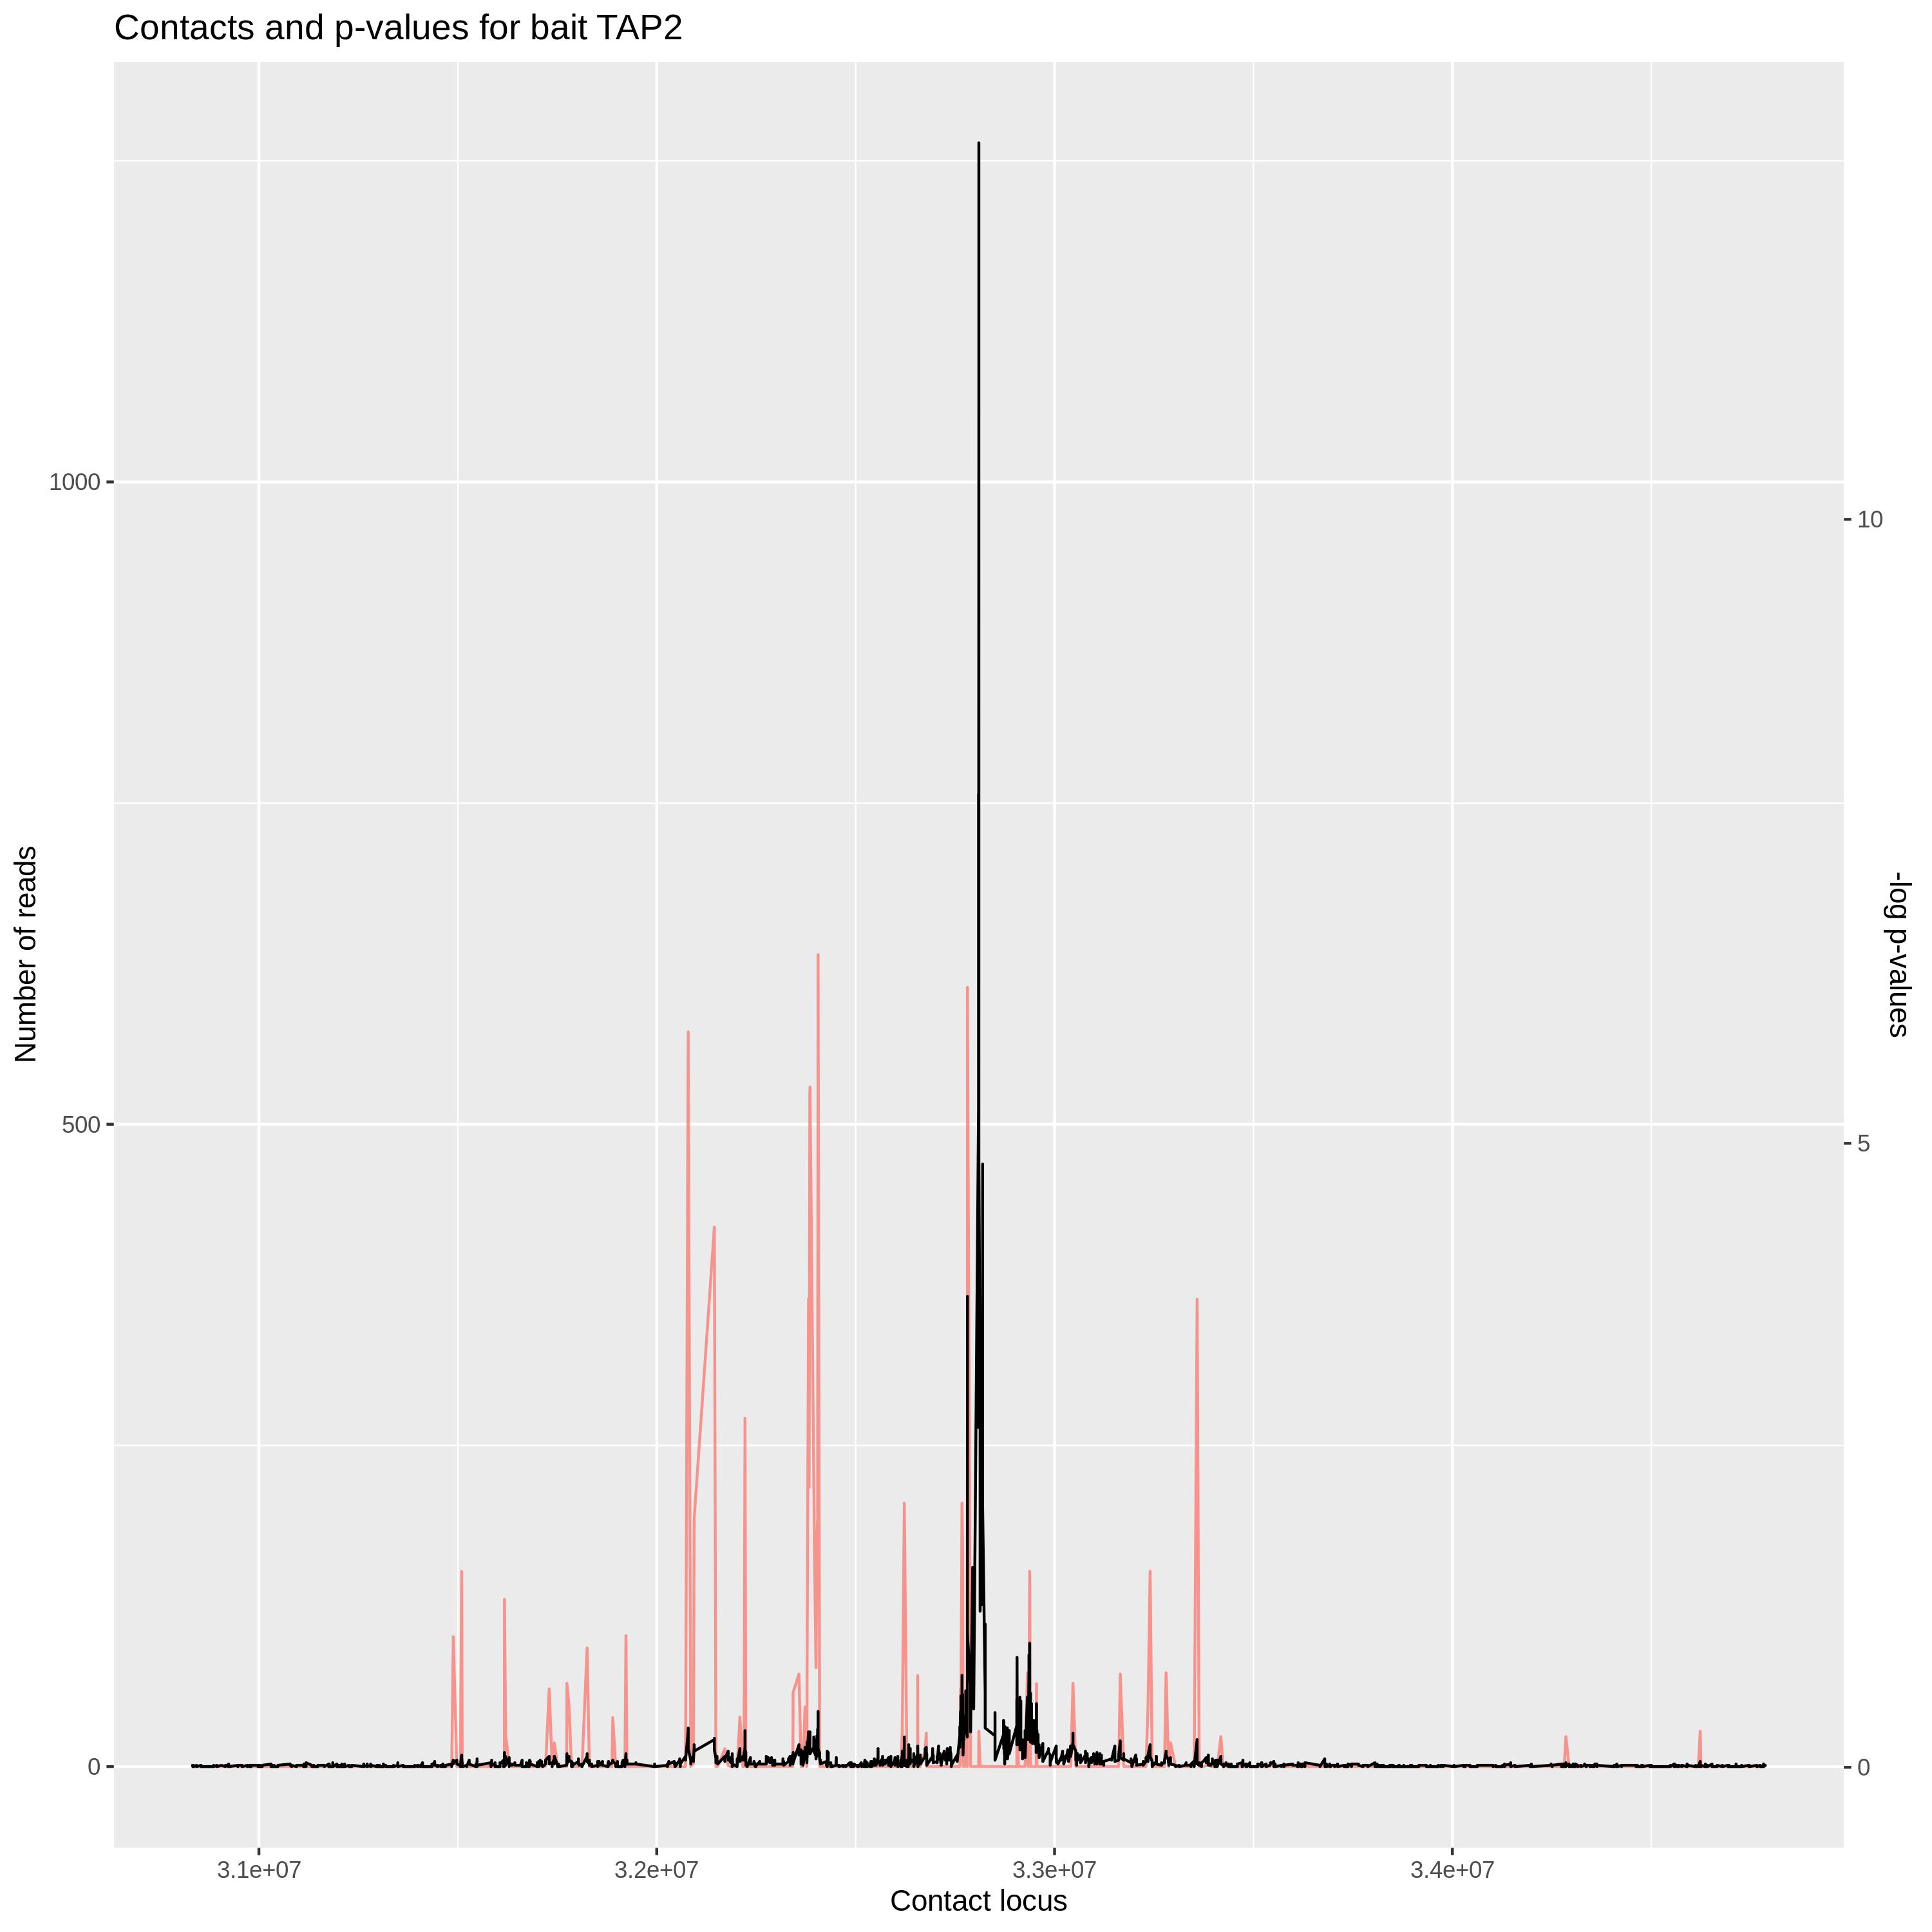 Contacts and p-values for bait TAP2
1000
500
0
Number of reads
10
5
0
-log p-values
3.1e+07
3.2e+07
3.3e+07
3.4e+07
Contact locus